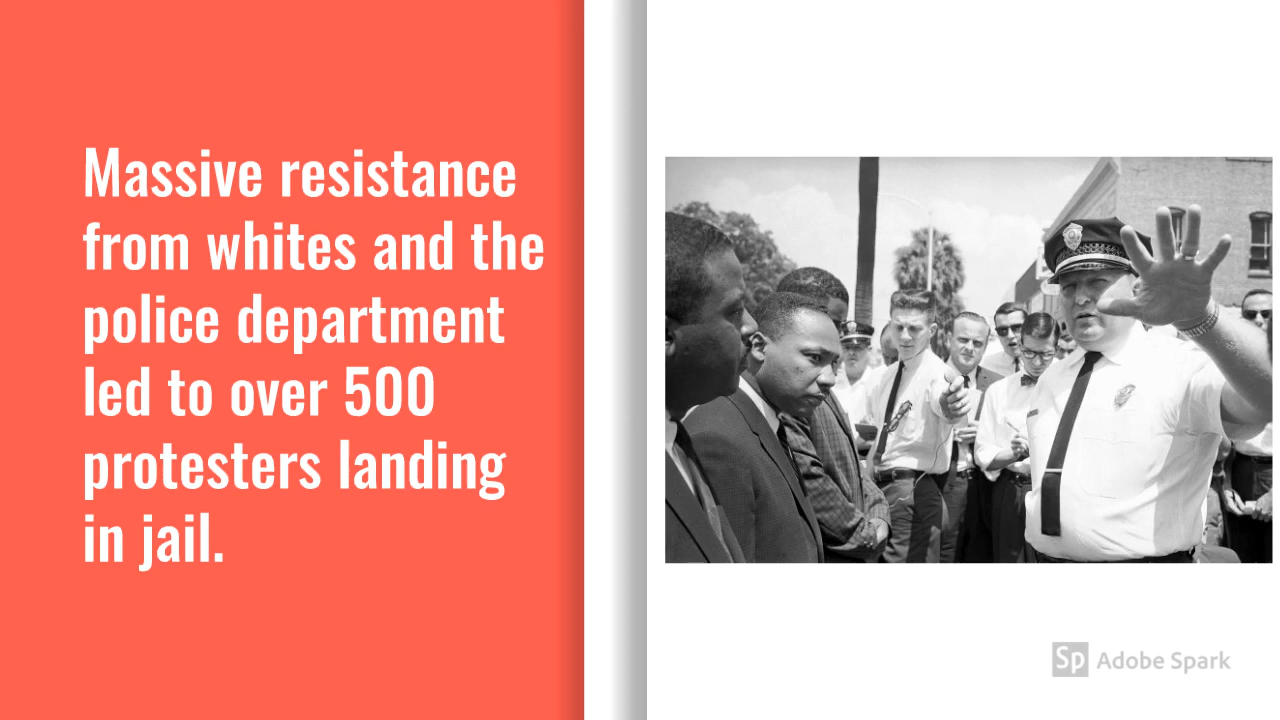 Massive resistance
from whites and the
police department
led to over 500
protesters landing
in jail.
Sp Adobe Spark